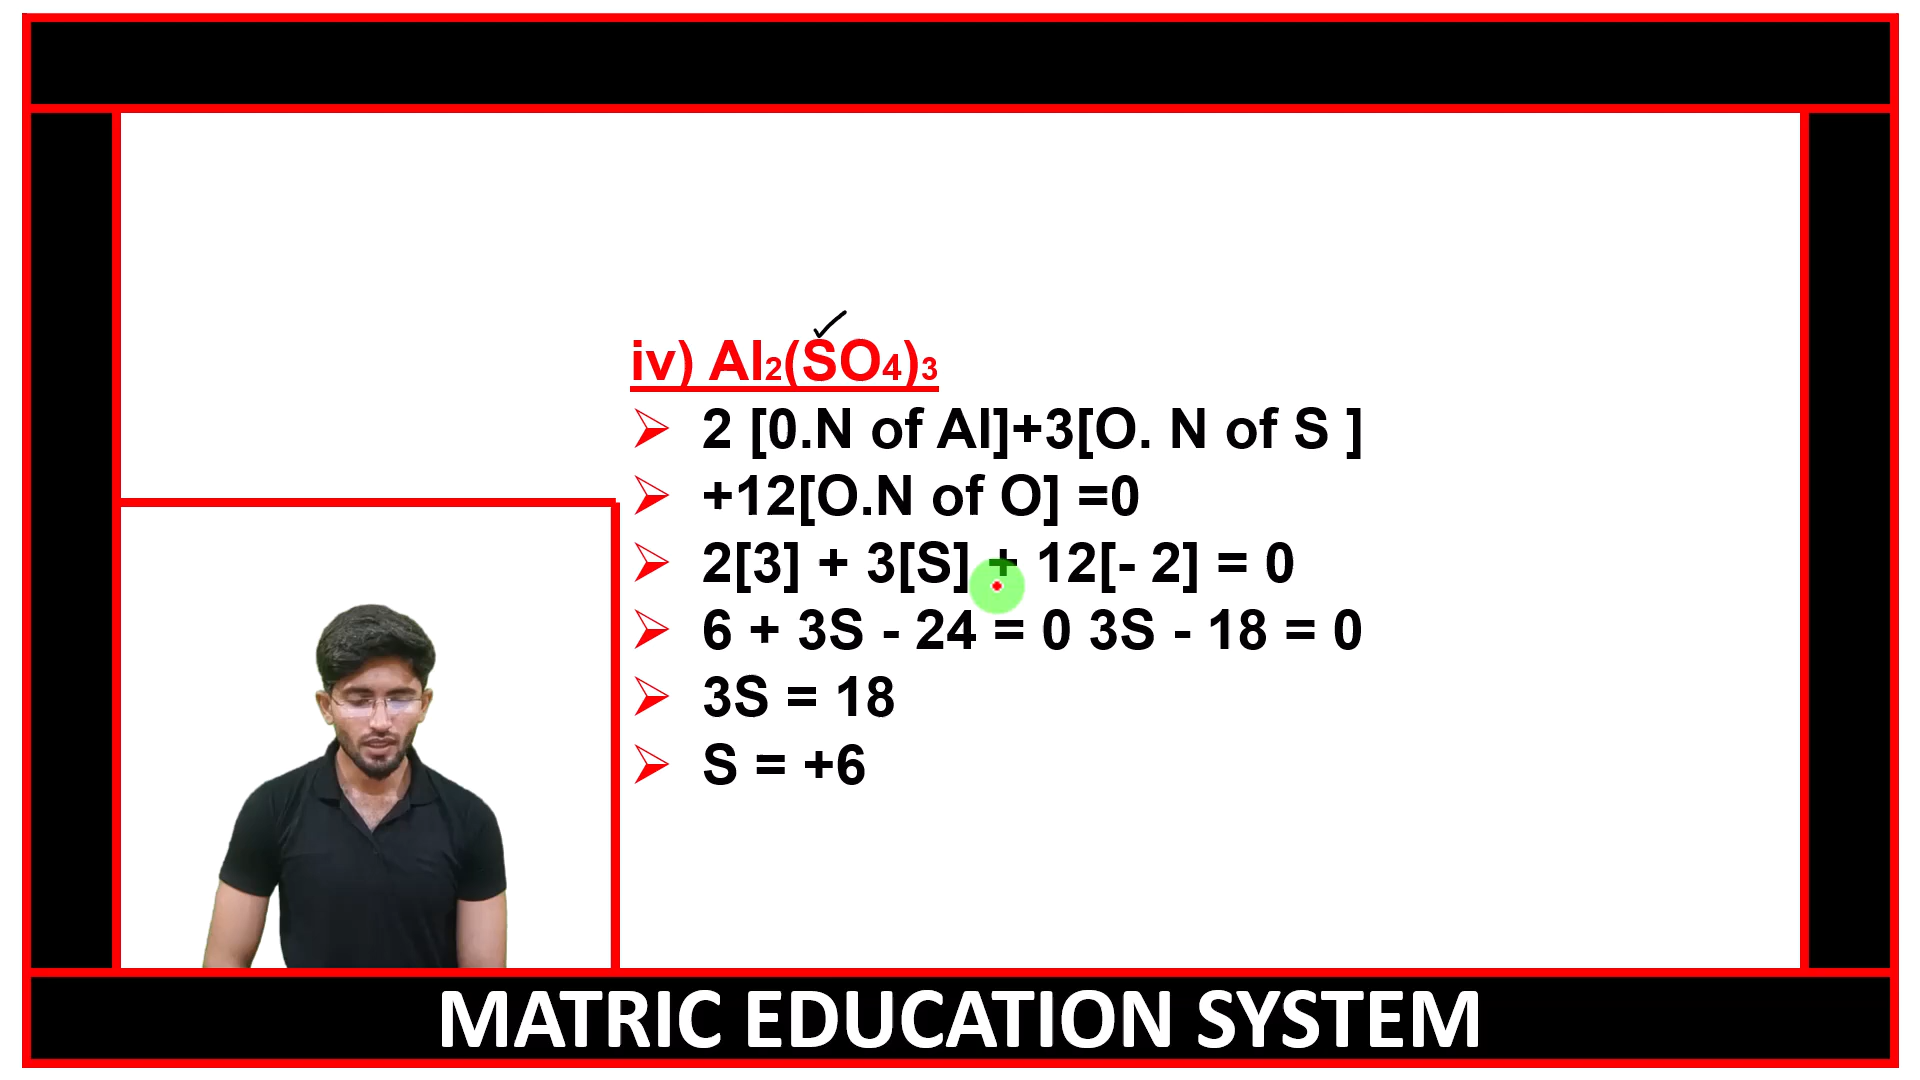 iv) Al₂(SO₄)₃
➢ 2 [0.N of Al]+3[O. N of S ]
➢ +12[O.N of O] =0
➢ 2[3] + 3[S] + 12[- 2] = 0
➢ 6 + 3S - 24 = 0 3S - 18 = 0
➢ 3S = 18
➢ S = +6
MATRIC EDUCATION SYSTEM